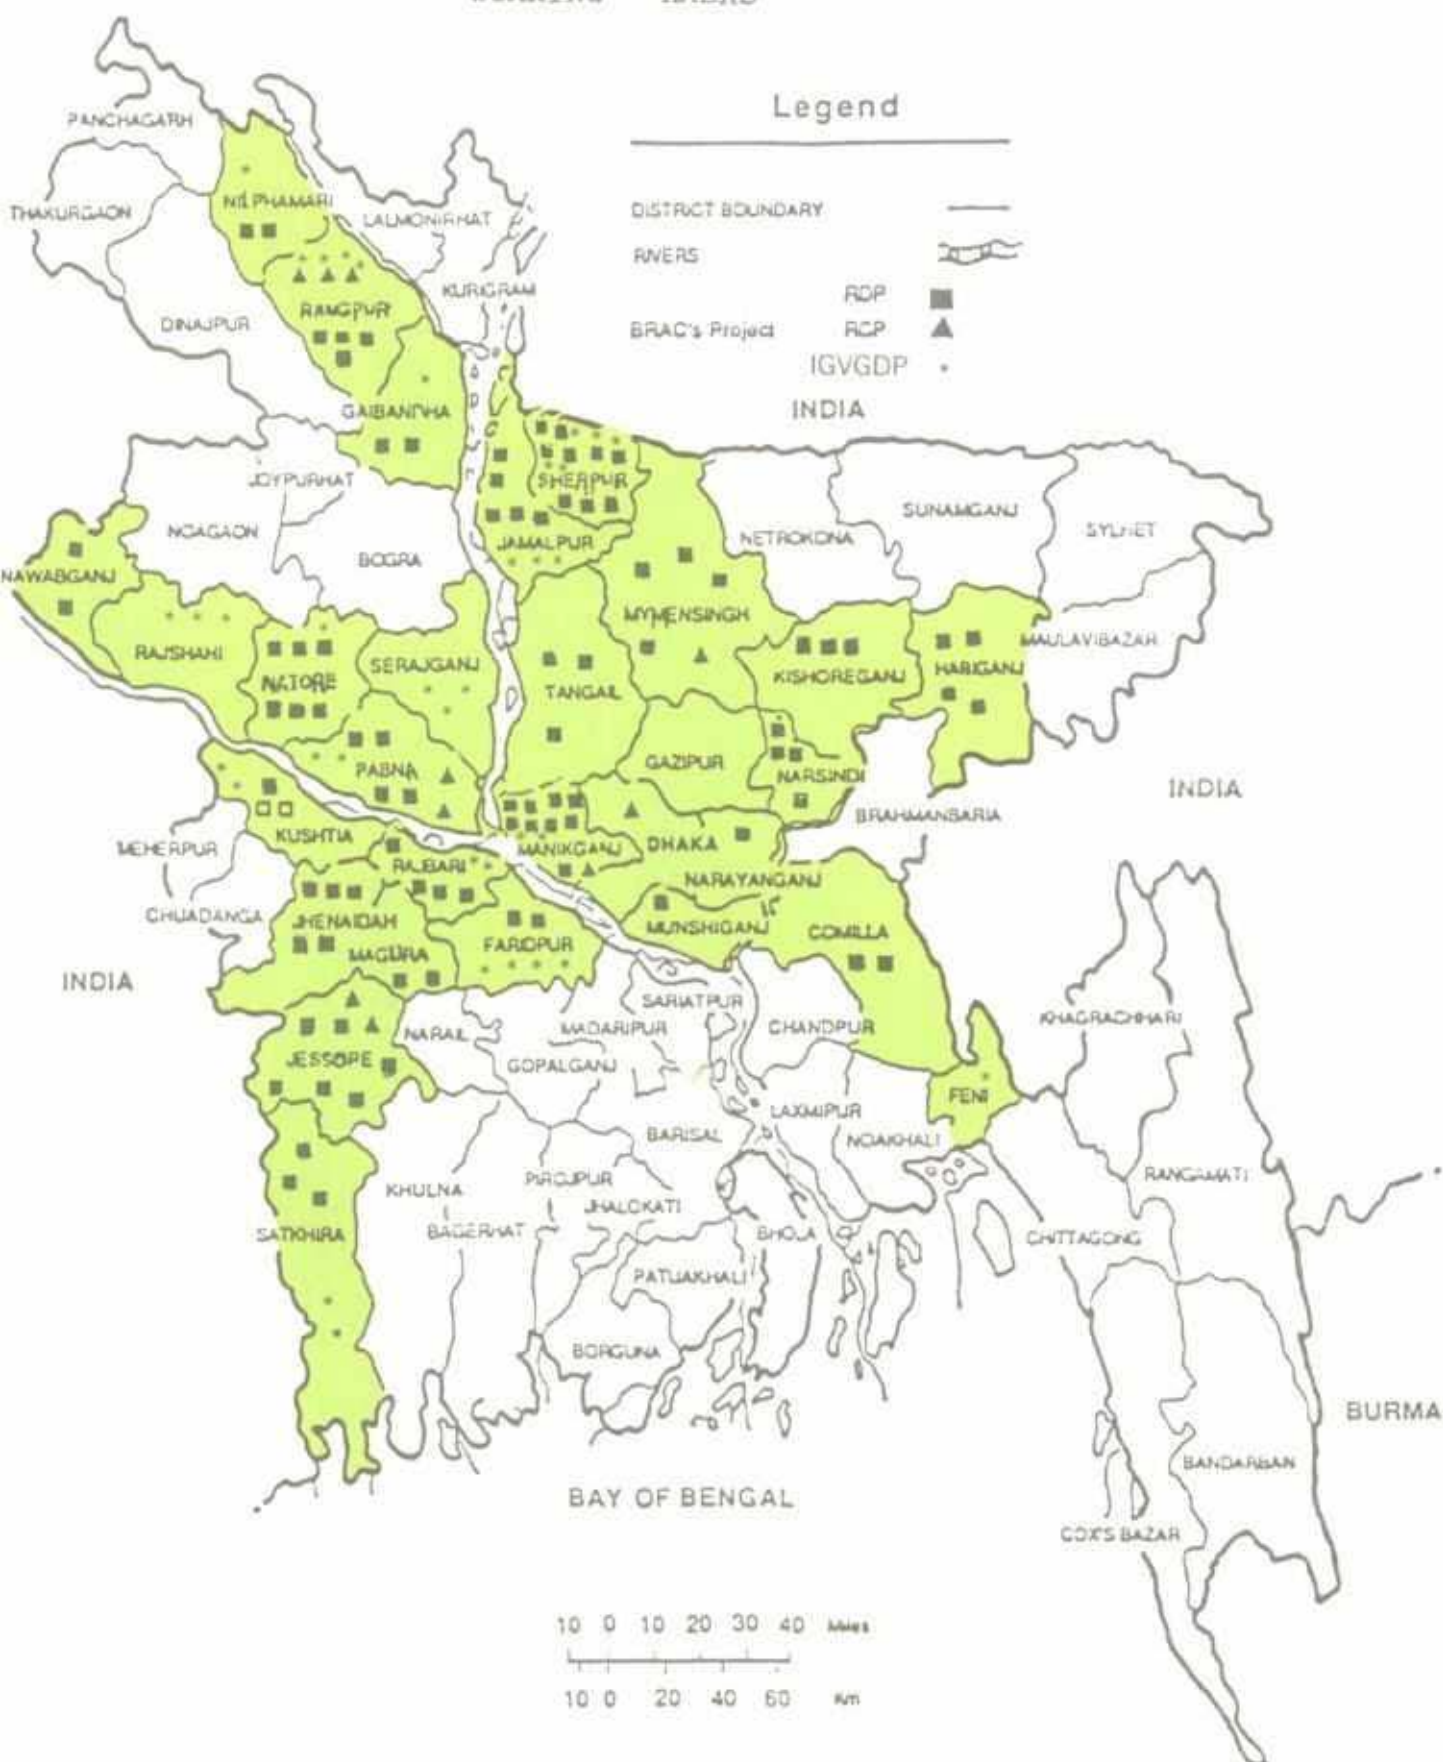 Legend
PANCHAGARH
NILPHAMARI
THAKURGAON
LALMONIRHAT
DISTRICT BOUNDARY
RIVERS
KURIGRAM
RDP
RANGPUR
DINAJPUR
BRAC's Project
RCP
IGVGDP
GAIBANDHA
INDIA
JOYPURHAT
SHERPUR
SUNAMGANJ
NOAGAON
NETROKONA
SYLHET
JAMALPUR
BOGRA
NAWABGANJ
MYMENSINGH
MAULAVIBAZAR
RAJSHAHI
SERAJGANJ
HABIGANJ
KISHOREGANJ
NATORE
TANGAIL
GAZIPUR
PABNA
NARSINDI
INDIA
BRAHMANBARIA
KUSHTIA
MEHERPUR
MANIKGANJ
DHAKA
RAJBARI
NARAYANGANJ
CHUADANGA
JHENAIDAH
MUNSHIGANJ
COMILLA
FARIDPUR
MAGURA
INDIA
SARIATPUR
KHAGRACHHARI
NARAIL
MADARIPUR
CHANDPUR
JESSORE
GOPALGANJ
FENI
LAXMIPUR
BARISAL
NOAKHALI
RANGAMATI
PIROJPUR
KHULNA
JHALOKATI
SATKHIRA
BAGERHAT
BHOLA
CHITTAGONG
PATUAKHALI
BORGUNA
BURMA
BANDARBAN
BAY OF BENGAL
COX'S BAZAR
10 0 10 20 30 40 Miles
10 0 20 40 60 Km